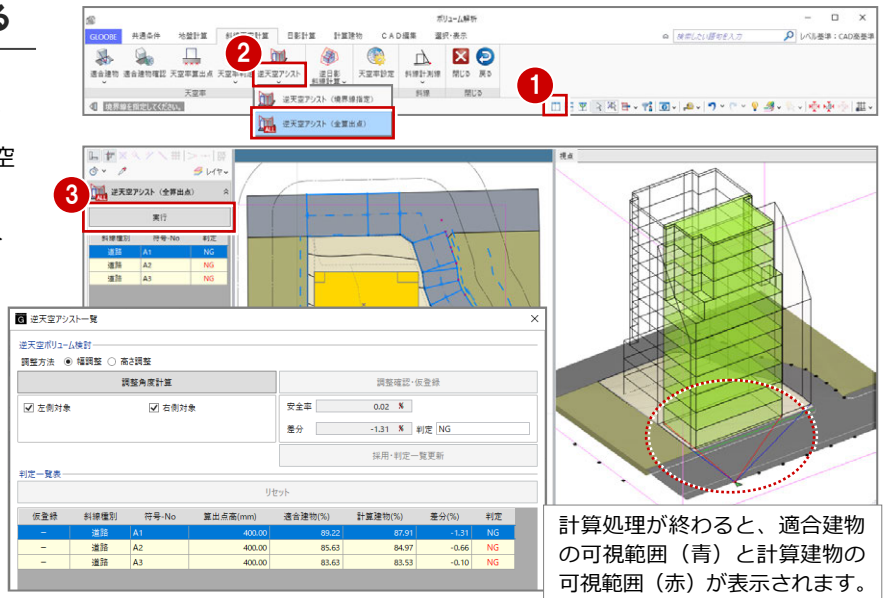 る
ボリューム解析
GLOOBE 共通条件 地盤計算 斜線天空計算 日影計算 計算建物 CAD編集 選択・表示
検索したい語句を入力 レベル基準：CAD高基準
2
適合建物 適合建物確認 天空率算出点 天空率判定 逆天空アシスト 逆日影 斜線計算 天空率設定 斜線計測線 閉じる 戻る
天空率 斜線 閉じる
逆天空アシスト（境界線指定）
1
境界線を指定してください。
逆天空アシスト（全算出点）
空
視点
レイヤ
3
逆天空アシスト（全算出点）
実行
斜線種別 符号-No 判定
道路 A1 NG
道路 A2 NG
道路 A3 NG
逆天空アシスト一覧
逆天空ボリューム検討
調整方法 幅調整 高さ調整
調整角度計算 調整確認・仮登録
左側対象 右側対象 安全率 0.02 %
差分 -1.31 % 判定 NG
採用・判定一覧更新
判定一覧表
リセット
仮登録 斜線種別 符号-No 算出点高(mm) 適合建物(%) 計算建物(%) 差分(%) 判定
− 道路 A1 400.00 89.22 87.91 -1.31 NG
− 道路 A2 400.00 85.63 84.97 -0.66 NG
− 道路 A3 400.00 83.63 83.53 -0.10 NG
計算処理が終わると、適合建物
の可視範囲（青）と計算建物の
可視範囲（赤）が表示されます。